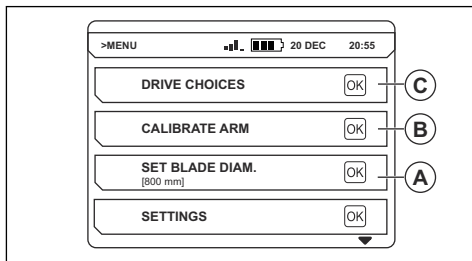 >MENU 20 DEC 20:55
DRIVE CHOICES OK C
CALIBRATE ARM OK B
SET BLADE DIAM. OK A
[800 mm]
SETTINGS OK